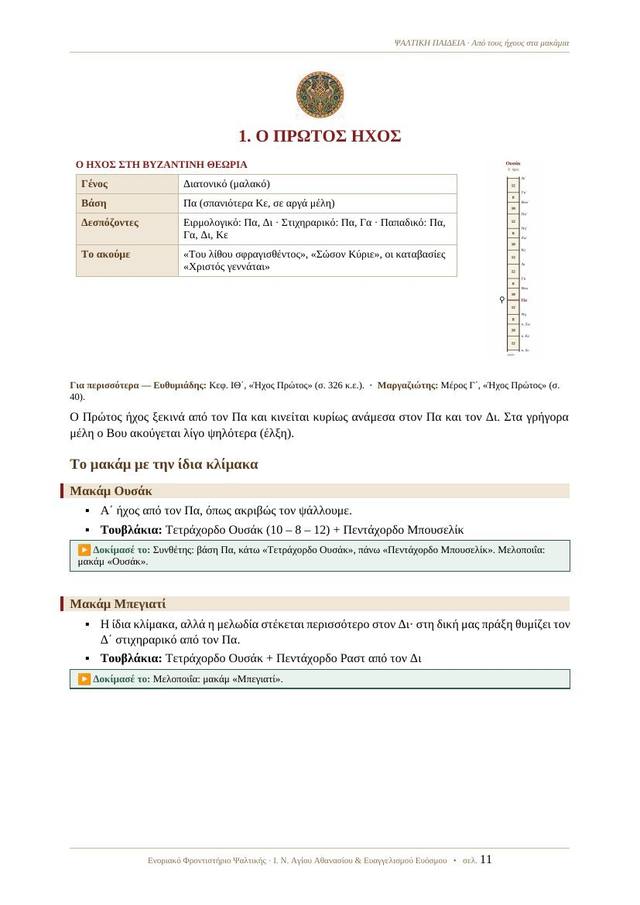 ΨΑΛΤΙΚΗ ΠΑΙΔΕΙΑ · Από τους ήχους στα μακάμια
1. Ο ΠΡΩΤΟΣ ΗΧΟΣ
Ο ΗΧΟΣ ΣΤΗ ΒΥΖΑΝΤΙΝΗ ΘΕΩΡΙΑ
Γένος Διατονικό (μαλακό)
Βάση Πα (σπανιότερα Κε, σε αργά μέλη)
Δεσπόζοντες Ειρμολογικό: Πα, Δι · Στιχηραρικό: Πα, Γα · Παπαδικό: Πα,
Γα, Δι, Κε
Το ακούμε «Του λίθου σφραγισθέντος», «Σώσον Κύριε», οι καταβασίες
«Χριστός γεννάται»
Ουσάκ
Για περισσότερα — Ευθυμιάδης: Κεφ. ΙΘ΄, «Ήχος Πρώτος» (σ. 326 κ.ε.). · Μαργαζιώτης: Μέρος Γ΄, «Ήχος Πρώτος» (σ.
40).
Ο Πρώτος ήχος ξεκινά από τον Πα και κινείται κυρίως ανάμεσα στον Πα και τον Δι. Στα γρήγορα
μέλη ο Βου ακούγεται λίγο ψηλότερα (έλξη).
Το μακάμ με την ίδια κλίμακα
Μακάμ Ουσάκ
▪ Α΄ ήχος από τον Πα, όπως ακριβώς τον ψάλλουμε.
▪ Τουβλάκια: Τετράχορδο Ουσάκ (10 – 8 – 12) + Πεντάχορδο Μπουσελίκ
▶ Δοκίμασέ το: Συνθέτης: βάση Πα, κάτω «Τετράχορδο Ουσάκ», πάνω «Πεντάχορδο Μπουσελίκ». Μελοποιΐα:
μακάμ «Ουσάκ».
Μακάμ Μπεγιατί
▪ Η ίδια κλίμακα, αλλά η μελωδία στέκεται περισσότερο στον Δι· στη δική μας πράξη θυμίζει τον
Δ΄ στιχηραρικό από τον Πα.
▪ Τουβλάκια: Τετράχορδο Ουσάκ + Πεντάχορδο Ραστ από τον Δι
▶ Δοκίμασέ το: Μελοποιΐα: μακάμ «Μπεγιατί».
Ενοριακό Φροντιστήριο Ψαλτικής · Ι. Ν. Αγίου Αθανασίου & Ευαγγελισμού Ευόσμου • σελ. 11